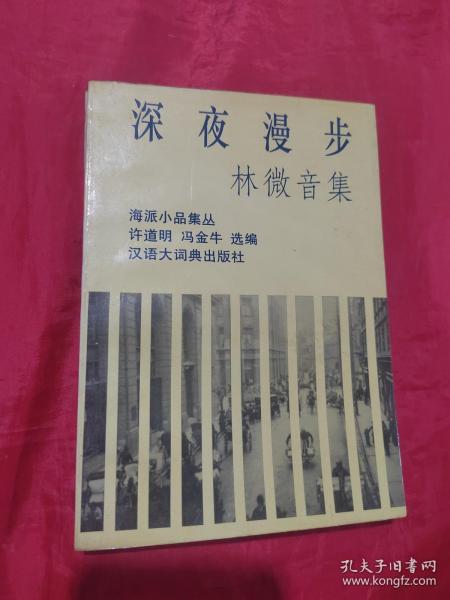 深夜漫步
林微音集
海派小品集丛
许道明 冯金牛 选编
汉语大词典出版社
孔夫子旧书网
www.kongfz.com